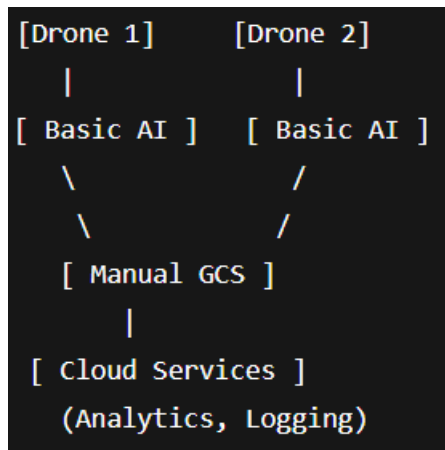 [Drone 1] [Drone 2]
| |
[ Basic AI ] [ Basic AI ]
\ /
\ /
[ Manual GCS ]
|
[ Cloud Services ]
(Analytics, Logging)